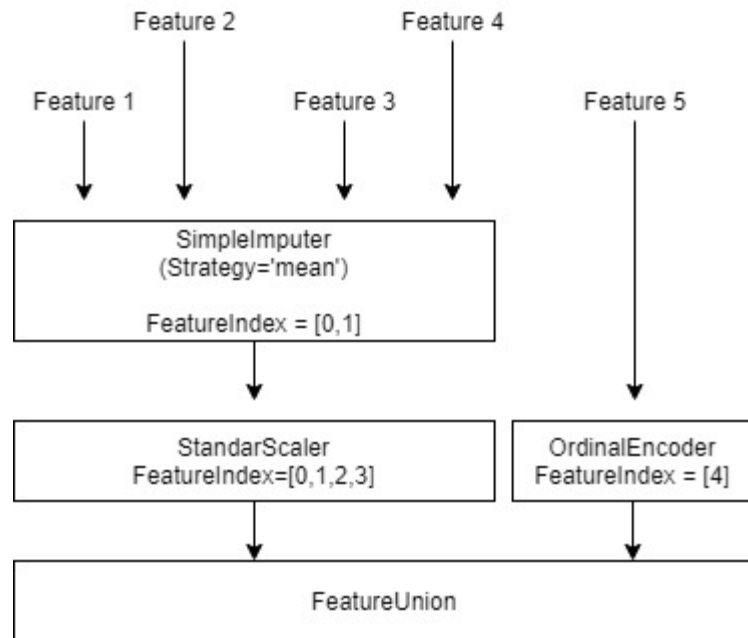 Feature 2
Feature 4
Feature 1
Feature 3
Feature 5
SimpleImputer
(Strategy='mean')
FeatureIndex = [0,1]
StandarScaler
FeatureIndex=[0,1,2,3]
OrdinalEncoder
FeatureIndex = [4]
FeatureUnion